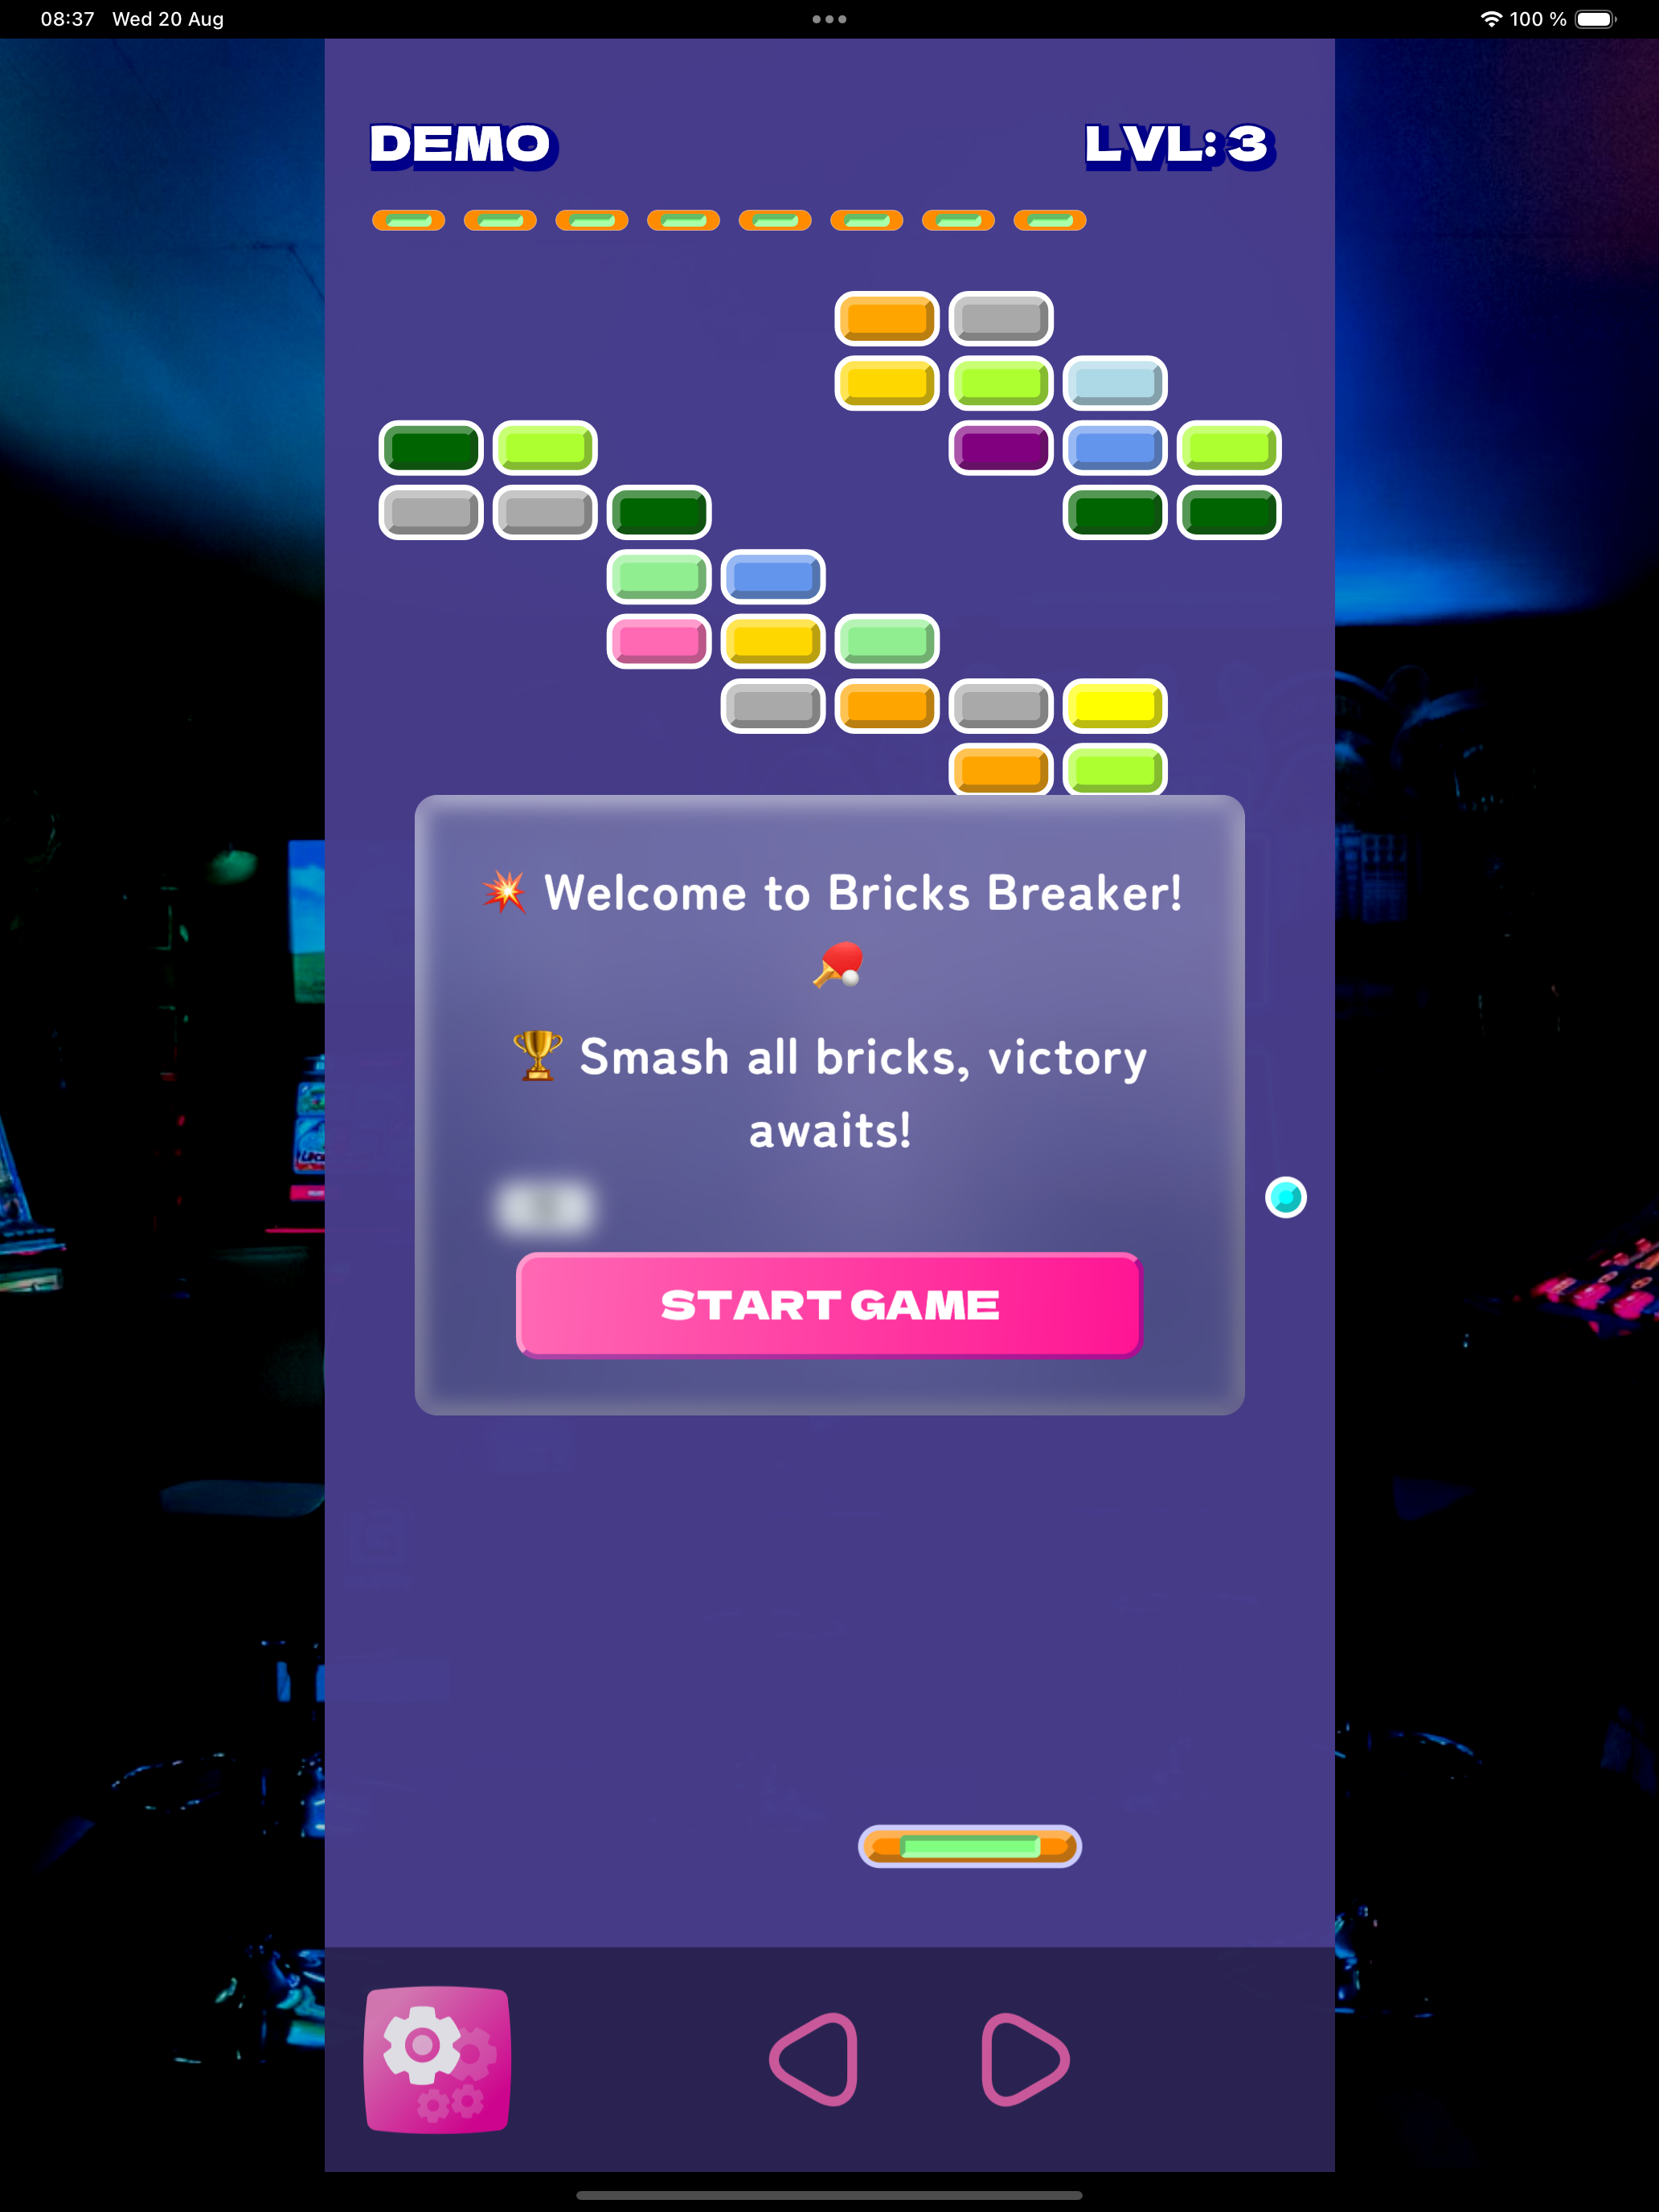 08:37 Wed 20 Aug
100 %
DEMO
LVL:3
💥 Welcome to Bricks Breaker!
🏓
🏆 Smash all bricks, victory
awaits!
START GAME